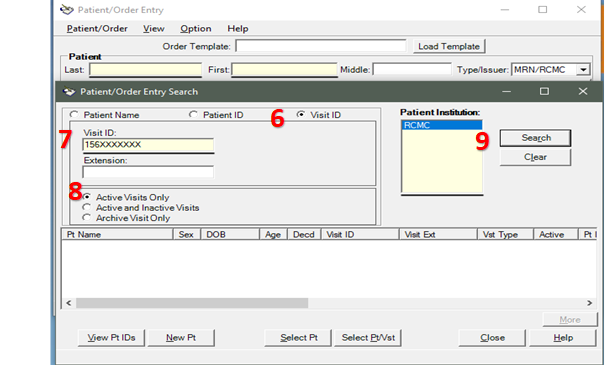 Patient/Order Entry
Patient/Order View Option Help
Order Template: Load Template
Patient
Last: First: Middle: Type/Issuer: MRN/RCMC
Patient/Order Entry Search
Patient Name Patient ID 6 Visit ID
Patient Institution:
RCMC
7 Visit ID:
156XXXXXXX
9 Search
Extension:
Clear
8 Active Visits Only
Active and Inactive Visits
Archive Visit Only
Pt Name Sex DOB Age Decd Visit ID Visit Ext Vst Type Active Pt
More
View Pt IDs New Pt Select Pt Select Pt/Vst Close Help